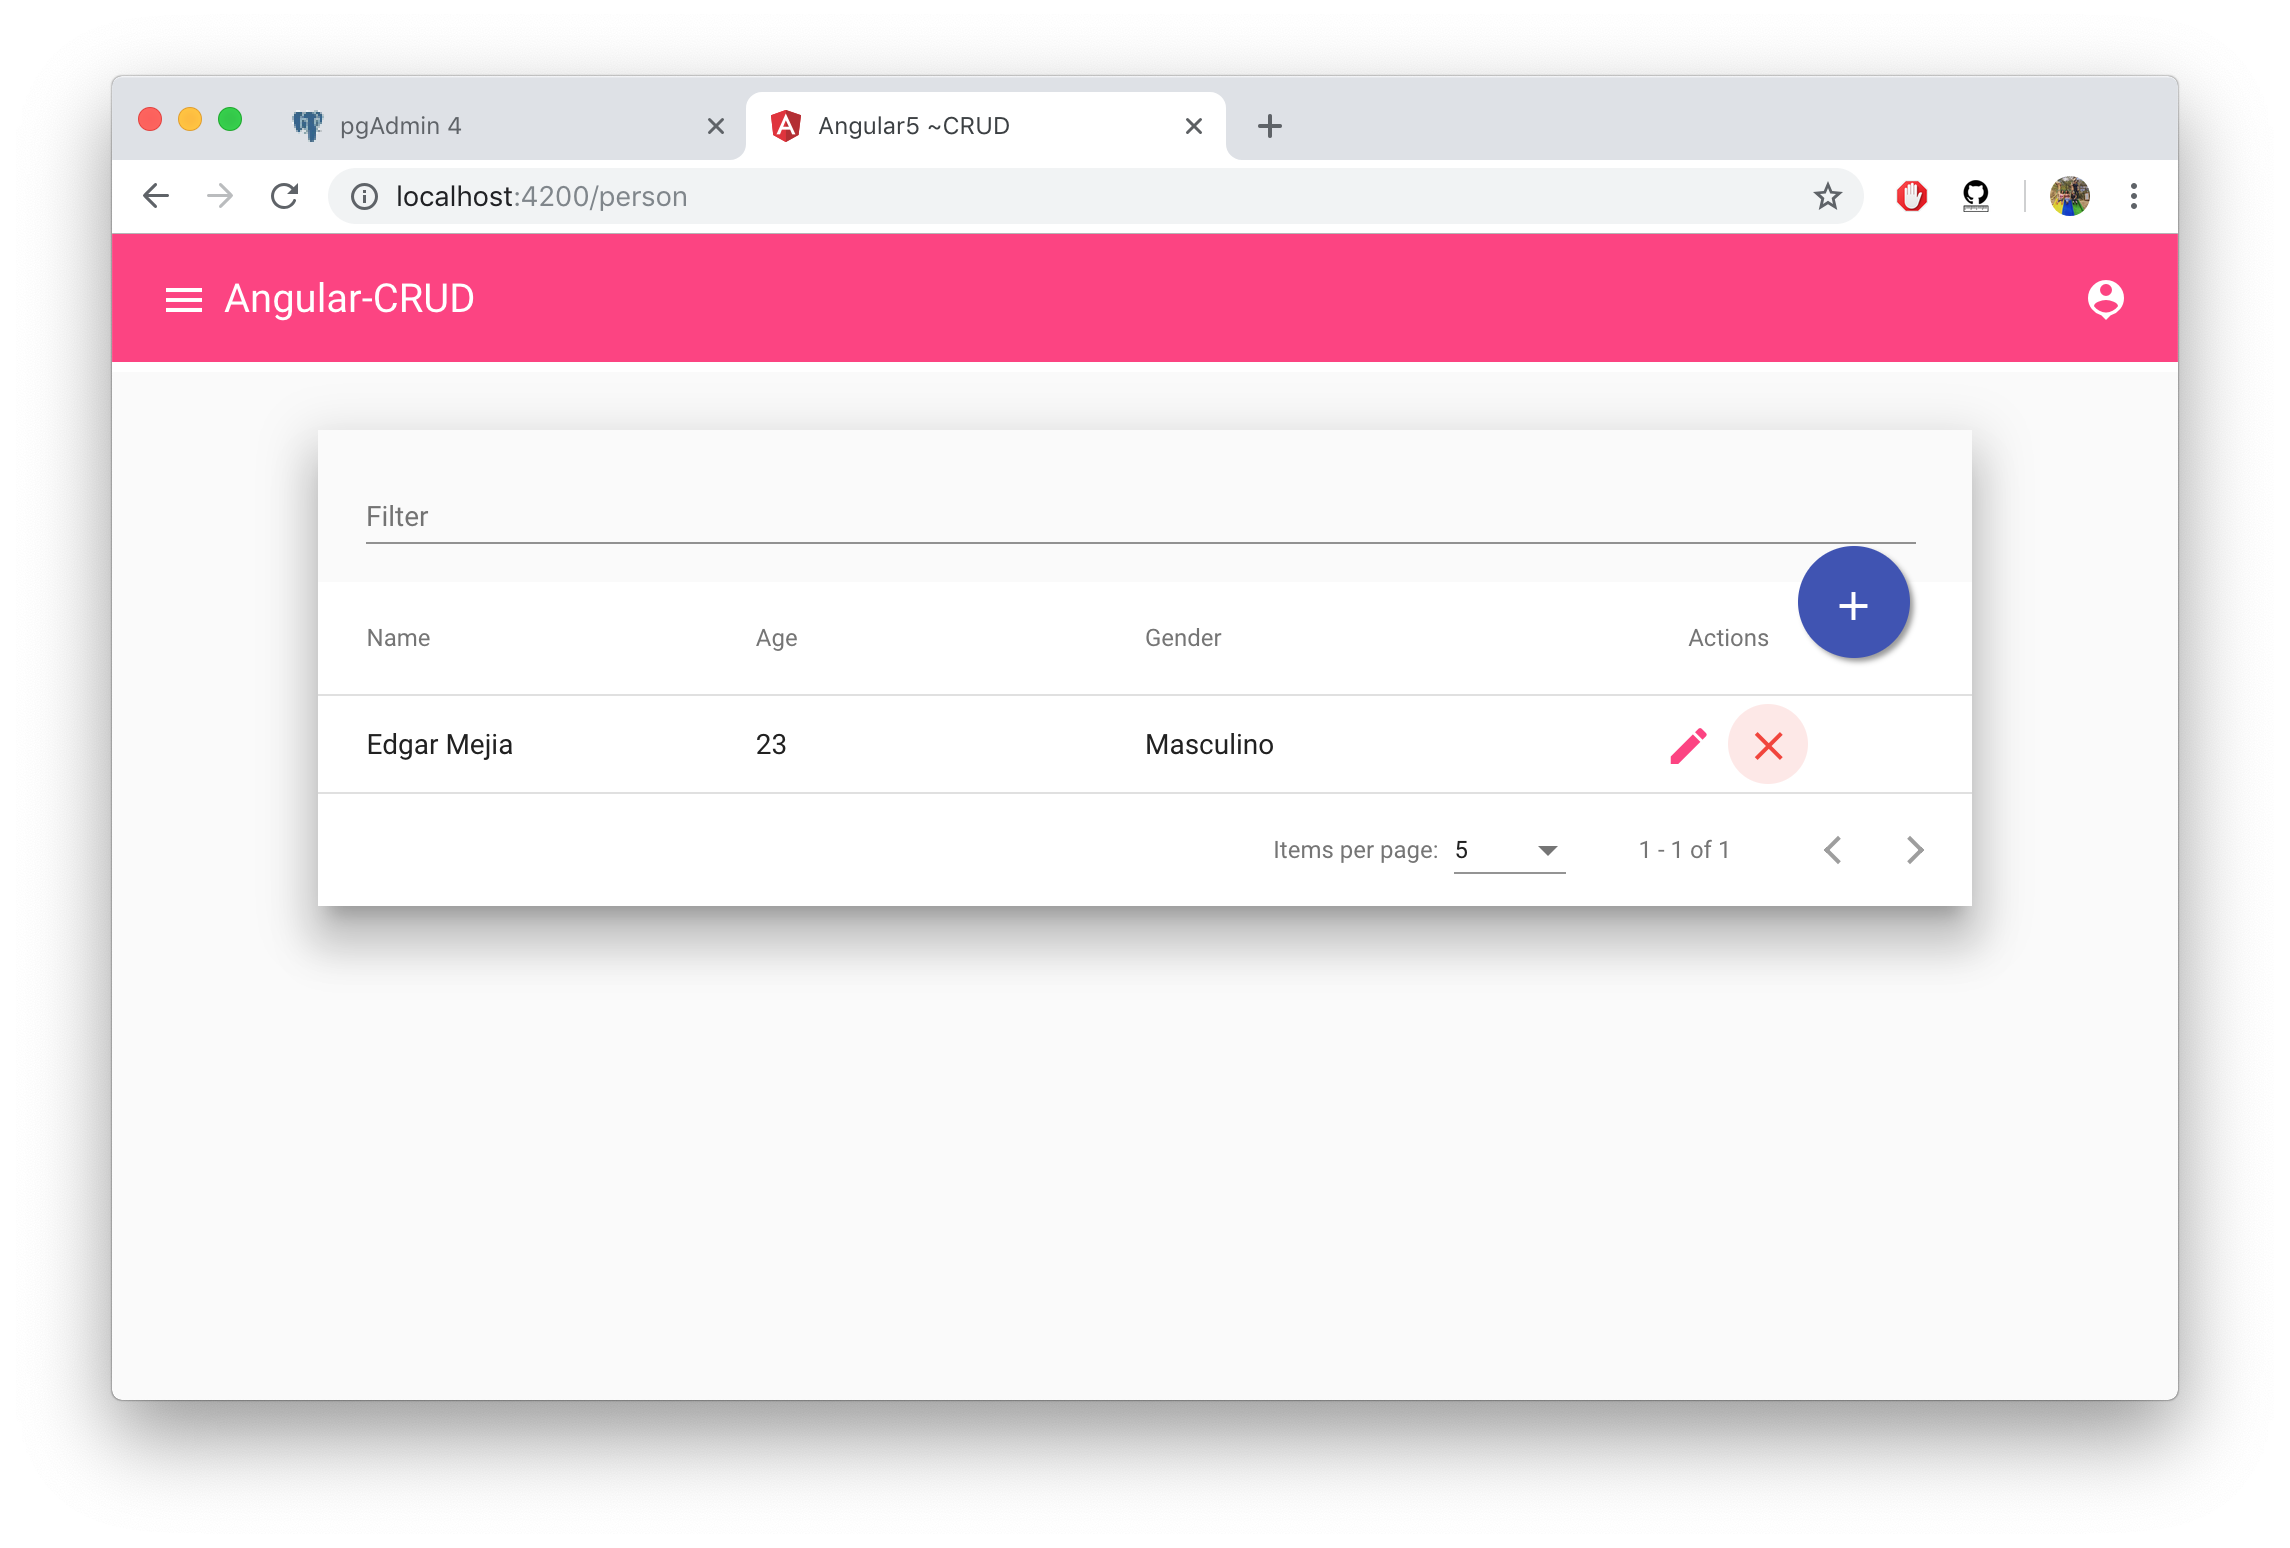 pgAdmin 4
Angular5 ~CRUD
localhost:4200/person
Angular-CRUD
Filter
Name Age Gender Actions
Edgar Mejia 23 Masculino
Items per page: 5 1 - 1 of 1